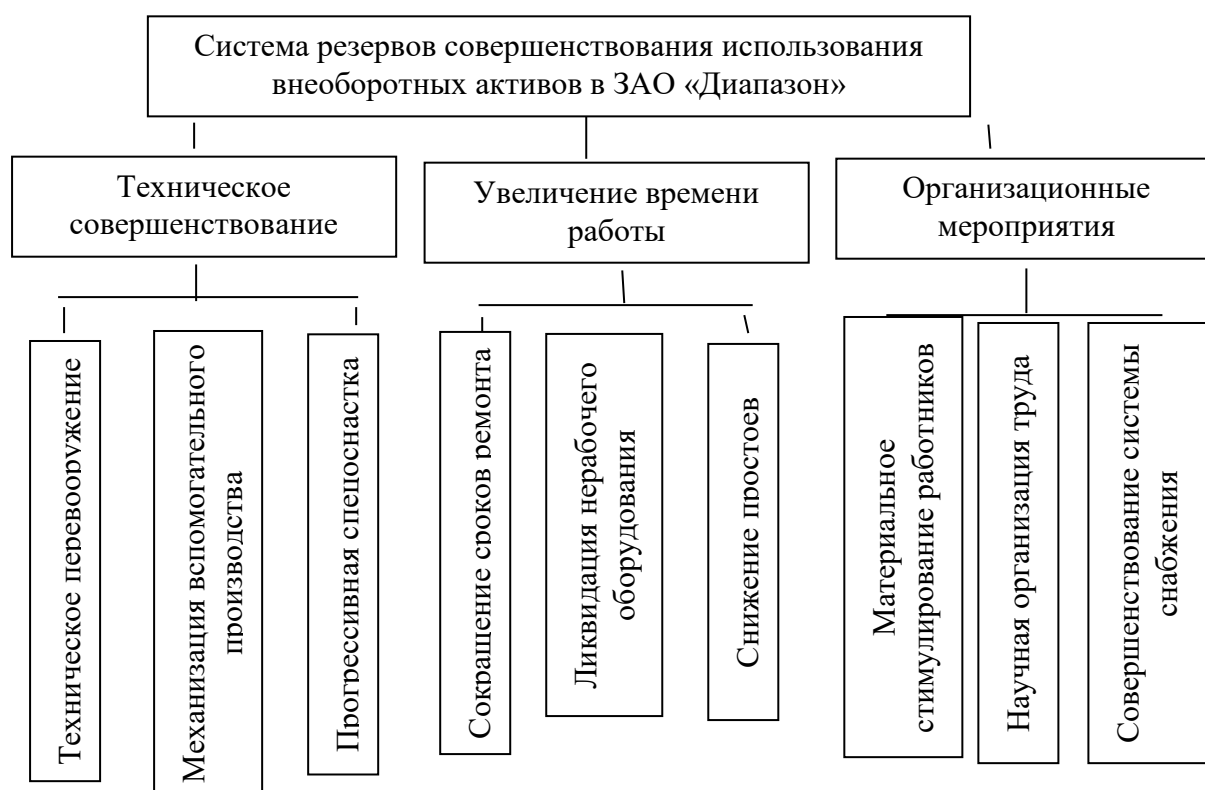 Система резервов совершенствования использования
внеоборотных активов в ЗАО «Диапазон»
Техническое
совершенствование
Увеличение времени
работы
Организационные
мероприятия
Техническое перевооружение
Механизация вспомогательного
производства
Прогрессивная спецоснастка
Сокращение сроков ремонта
Ликвидация нерабочего
оборудования
Снижение простоев
Материальное
стимулирование работников
Научная организация труда
Совершенствование системы
снабжения